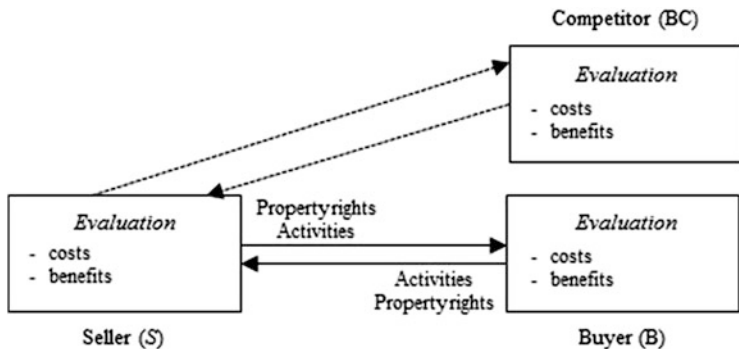 Competitor (BC)
Evaluation
- costs
- benefits
Evaluation
- costs
- benefits
Seller (S)
Propertyrights
Activities
Activities
Propertyrights
Evaluation
- costs
- benefits
Buyer (B)